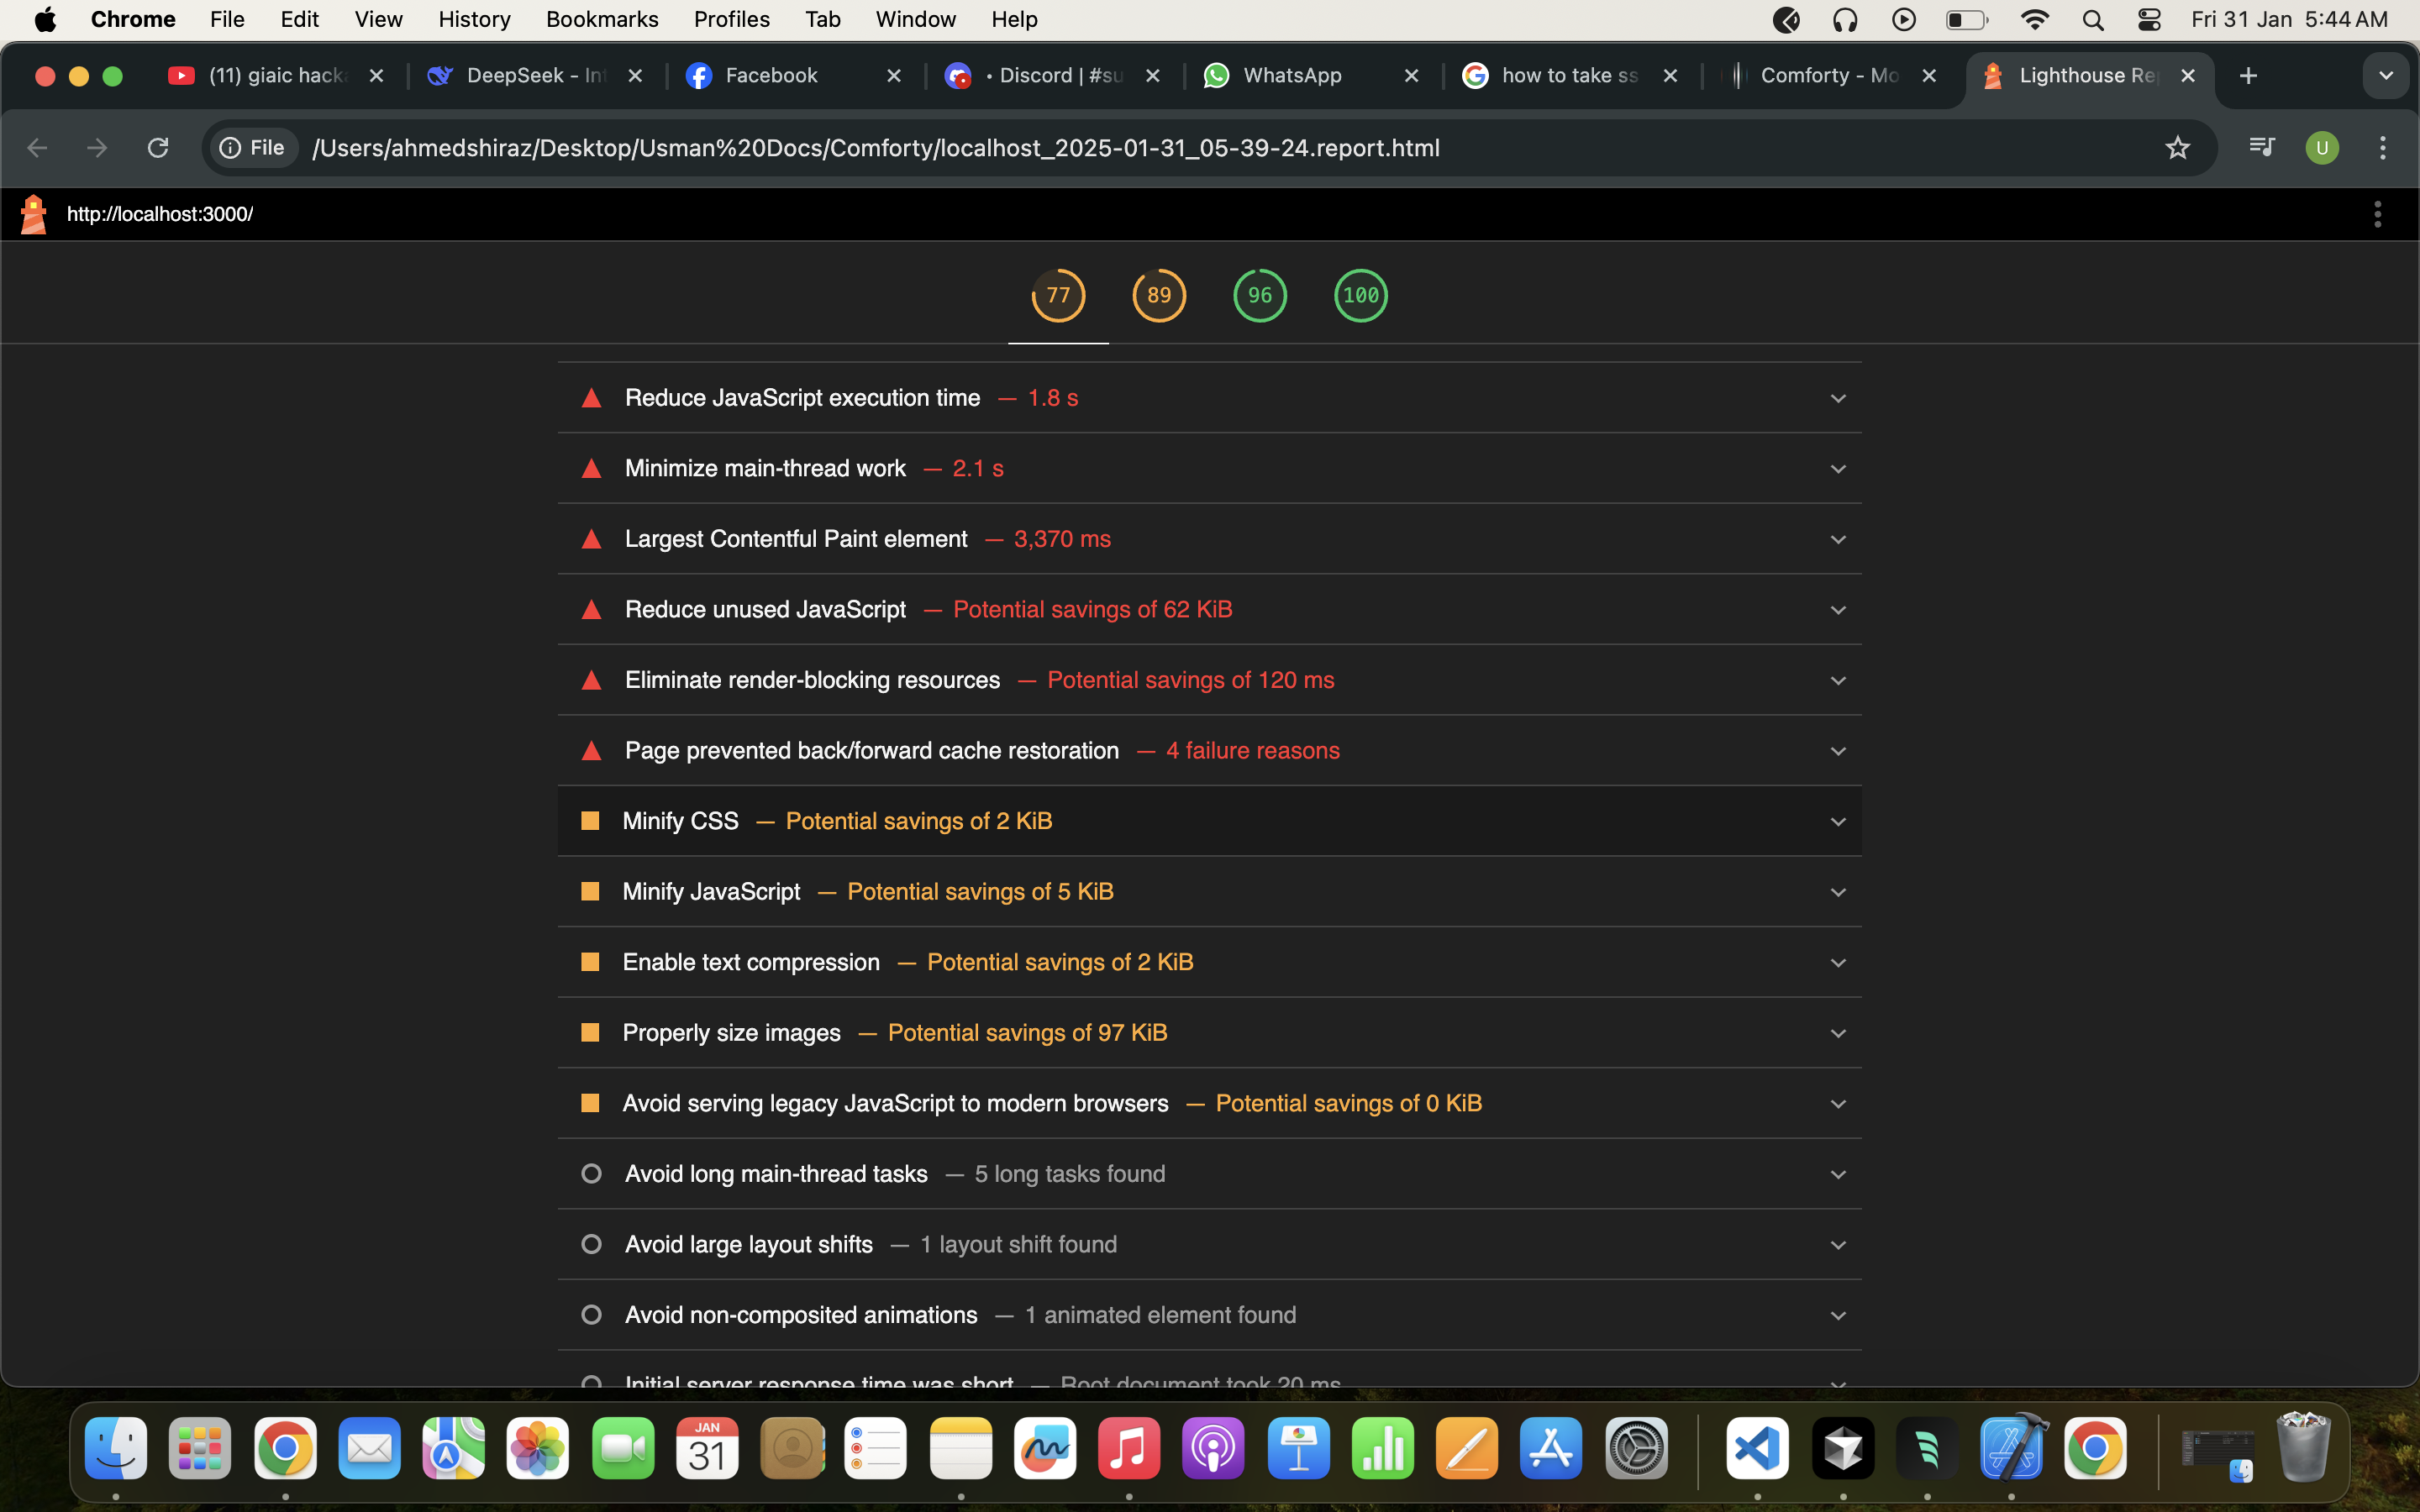 Chrome File Edit View History Bookmarks Profiles Tab Window Help Fri 31 Jan 5:44 AM
(11) giaic hack DeepSeek - Int Facebook • Discord | #su WhatsApp how to take ss Comforty - Mo Lighthouse Re
File /Users/ahmedshiraz/Desktop/Usman%20Docs/Comforty/localhost_2025-01-31_05-39-24.report.html U
http://localhost:3000/
77 89 96 100
Reduce JavaScript execution time — 1.8 s
Minimize main-thread work — 2.1 s
Largest Contentful Paint element — 3,370 ms
Reduce unused JavaScript — Potential savings of 62 KiB
Eliminate render-blocking resources — Potential savings of 120 ms
Page prevented back/forward cache restoration — 4 failure reasons
Minify CSS — Potential savings of 2 KiB
Minify JavaScript — Potential savings of 5 KiB
Enable text compression — Potential savings of 2 KiB
Properly size images — Potential savings of 97 KiB
Avoid serving legacy JavaScript to modern browsers — Potential savings of 0 KiB
Avoid long main-thread tasks — 5 long tasks found
Avoid large layout shifts — 1 layout shift found
Avoid non-composited animations — 1 animated element found
Initial server response time was short — Root document took 20 ms
JAN
31